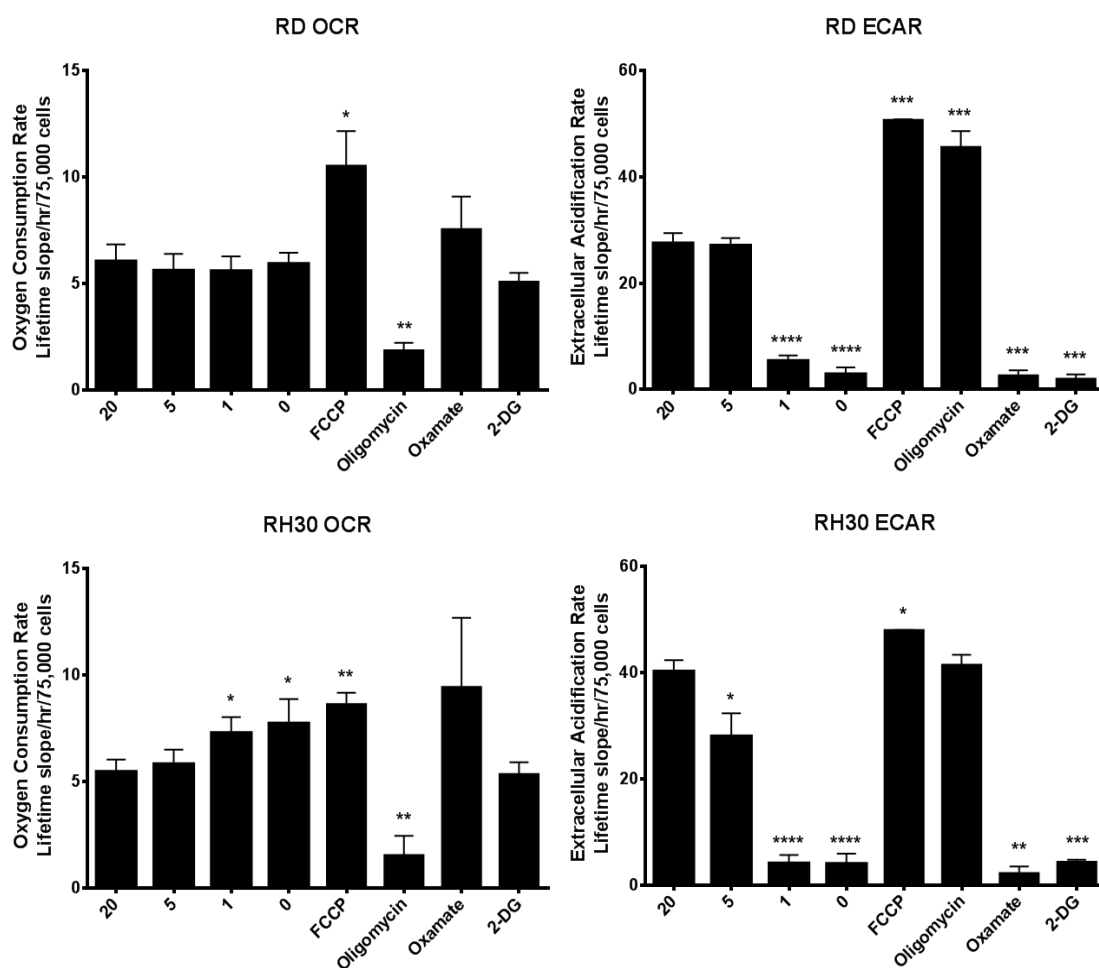 RD OCR
Oxygen Consumption Rate
Lifetime slope/hr/75,000 cells
15
10
5
0
*
**
20
5
1
0
FCCP
Oligomycin
Oxamate
2-DG
RD ECAR
Extracellular Acidification Rate
Lifetime slope/hr/75,000 cells
60
40
20
0
****
****
***
***
***
***
20
5
1
0
FCCP
Oligomycin
Oxamate
2-DG
RH30 OCR
Oxygen Consumption Rate
Lifetime slope/hr/75,000 cells
15
10
5
0
*
*
**
**
20
5
1
0
FCCP
Oligomycin
Oxamate
2-DG
RH30 ECAR
Extracellular Acidification Rate
Lifetime slope/hr/75,000 cells
60
40
20
0
*
****
****
*
**
***
20
5
1
0
FCCP
Oligomycin
Oxamate
2-DG